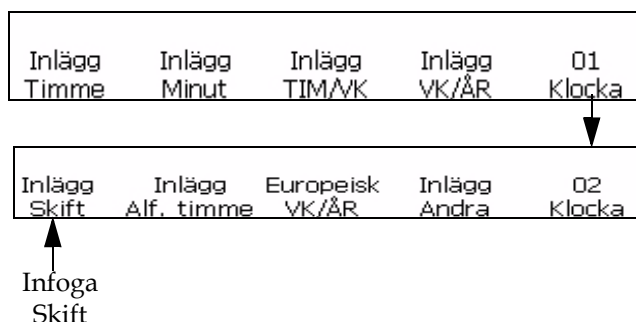 Inlägg Inlägg Inlägg Inlägg 01
Timme Minut TIM/VK VK/ÅR Klocka
Inlägg Inlägg Europeisk Inlägg 02
Skift Alf. timme VK/ÅR Andra Klocka
Infoga
Skift